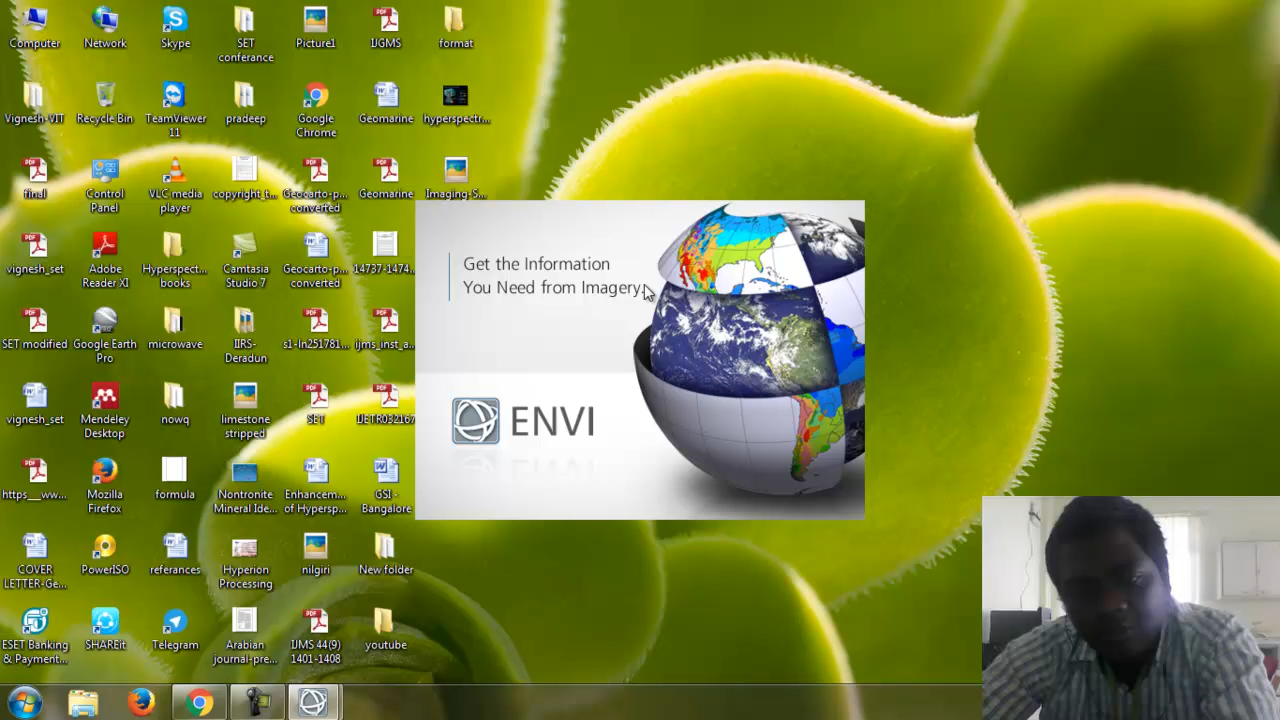 Computer
Network
Skype
SET
conferance
Picture1
IJGMS
format
Vignesh-VIT
Recycle Bin
TeamViewer
11
pradeep
Google
Chrome
Geomarine
hyperspectr...
final
Control
Panel
VLC media
player
copyright_t...
Geocarto-p...
converted
Geomarine
Imaging-S...
vignesh_set
Adobe
Reader XI
Hyperspect...
books
Camtasia
Studio 7
Geocarto-p...
converted
14737-1474...
SET modified
Google Earth
Pro
microwave
IIRS-
Deradun
s1-ln251781...
ijms_inst_a...
vignesh_set
Mendeley
Desktop
nowq
limestone
stripped
SET
IJETR032167
https__ww...
Mozilla
Firefox
formula
Nontronite
Mineral Ide...
Enhancem...
of Hypersp...
GSI -
Bangalore
COVER
LETTER-Ge...
PowerISO
referances
Hyperion
Processing
nilgiri
New folder
ESET Banking
& Payment...
SHAREit
Telegram
Arabian
journal-pre...
IJMS 44(9)
1401-1408
youtube
Get the Information
You Need from Imagery.
ENVI